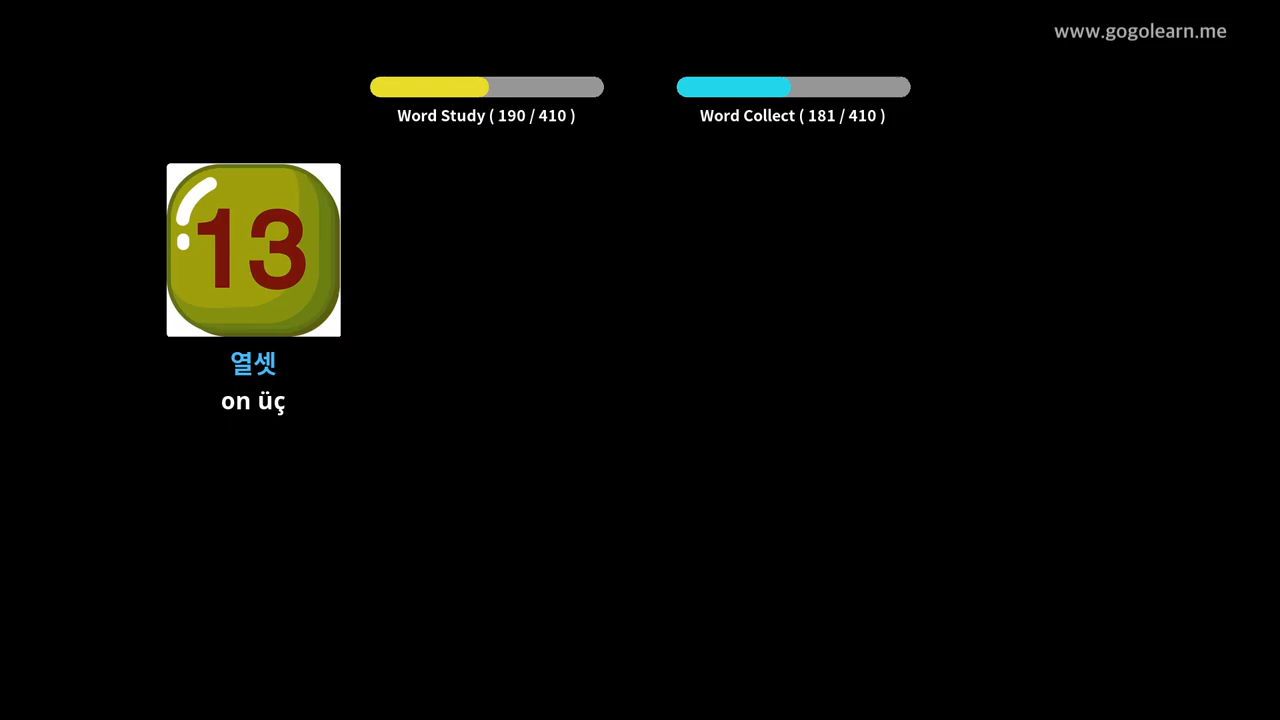 www.gogolearn.me
Word Study ( 190 / 410 )
Word Collect ( 181 / 410 )
13
열셋
on üç